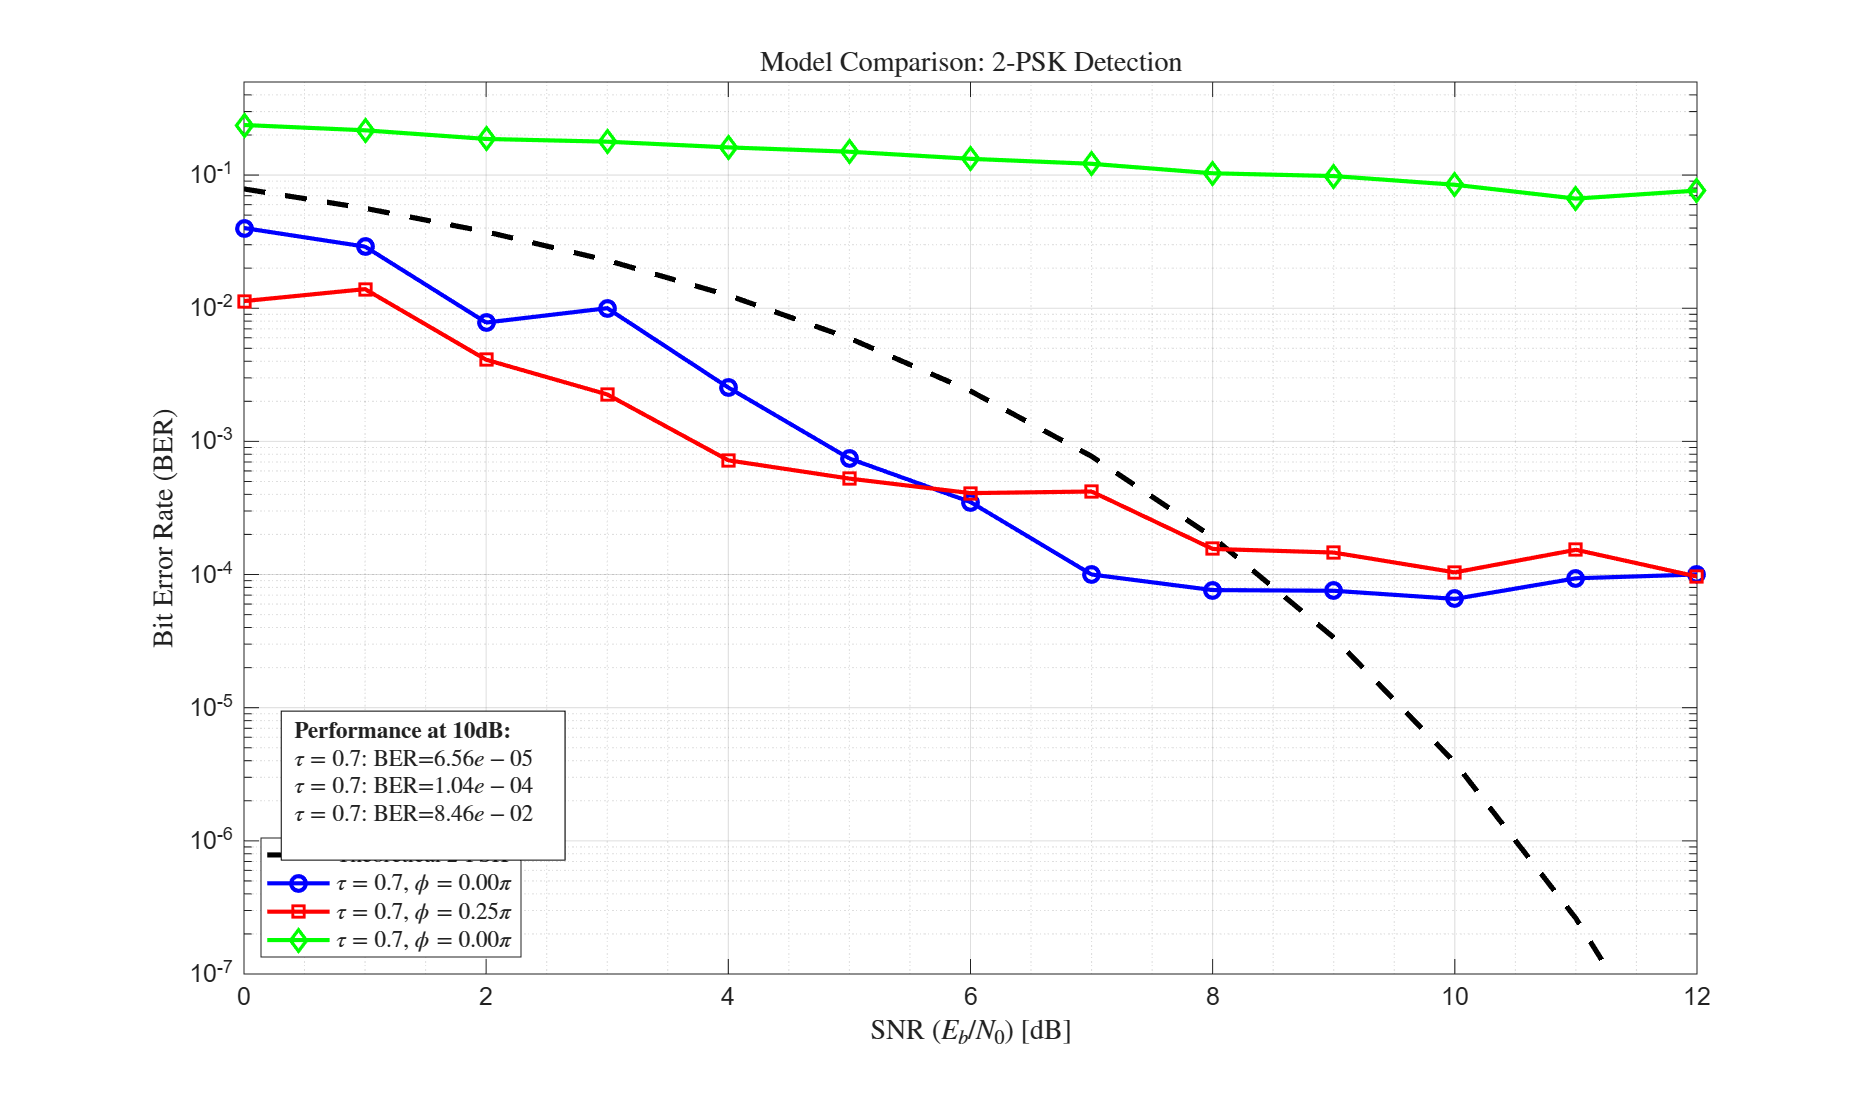 Model Comparison: 2-PSK Detection
Bit Error Rate (BER)
10^-1
10^-2
10^-3
10^-4
10^-5
10^-6
10^-7
Performance at 10dB:
τ = 0.7: BER=6.56e − 05
τ = 0.7: BER=1.04e − 04
τ = 0.7: BER=8.46e − 02
τ = 0.7, ϕ = 0.00π
τ = 0.7, ϕ = 0.25π
τ = 0.7, ϕ = 0.00π
0 2 4 6 8 10 12
SNR (E_b/N_0) [dB]